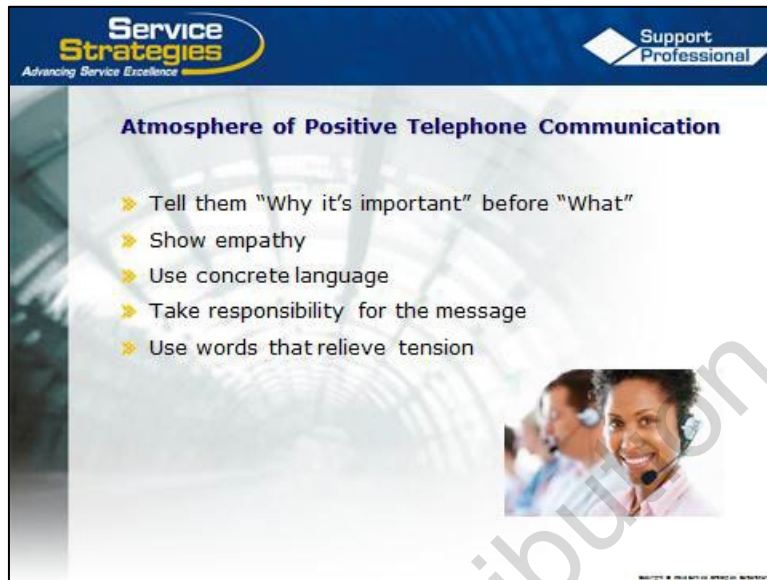 Service
Strategies
Advancing Service Excellence
Support
Professional
Atmosphere of Positive Telephone Communication
Tell them “Why it’s important” before “What”
Show empathy
Use concrete language
Take responsibility for the message
Use words that relieve tension